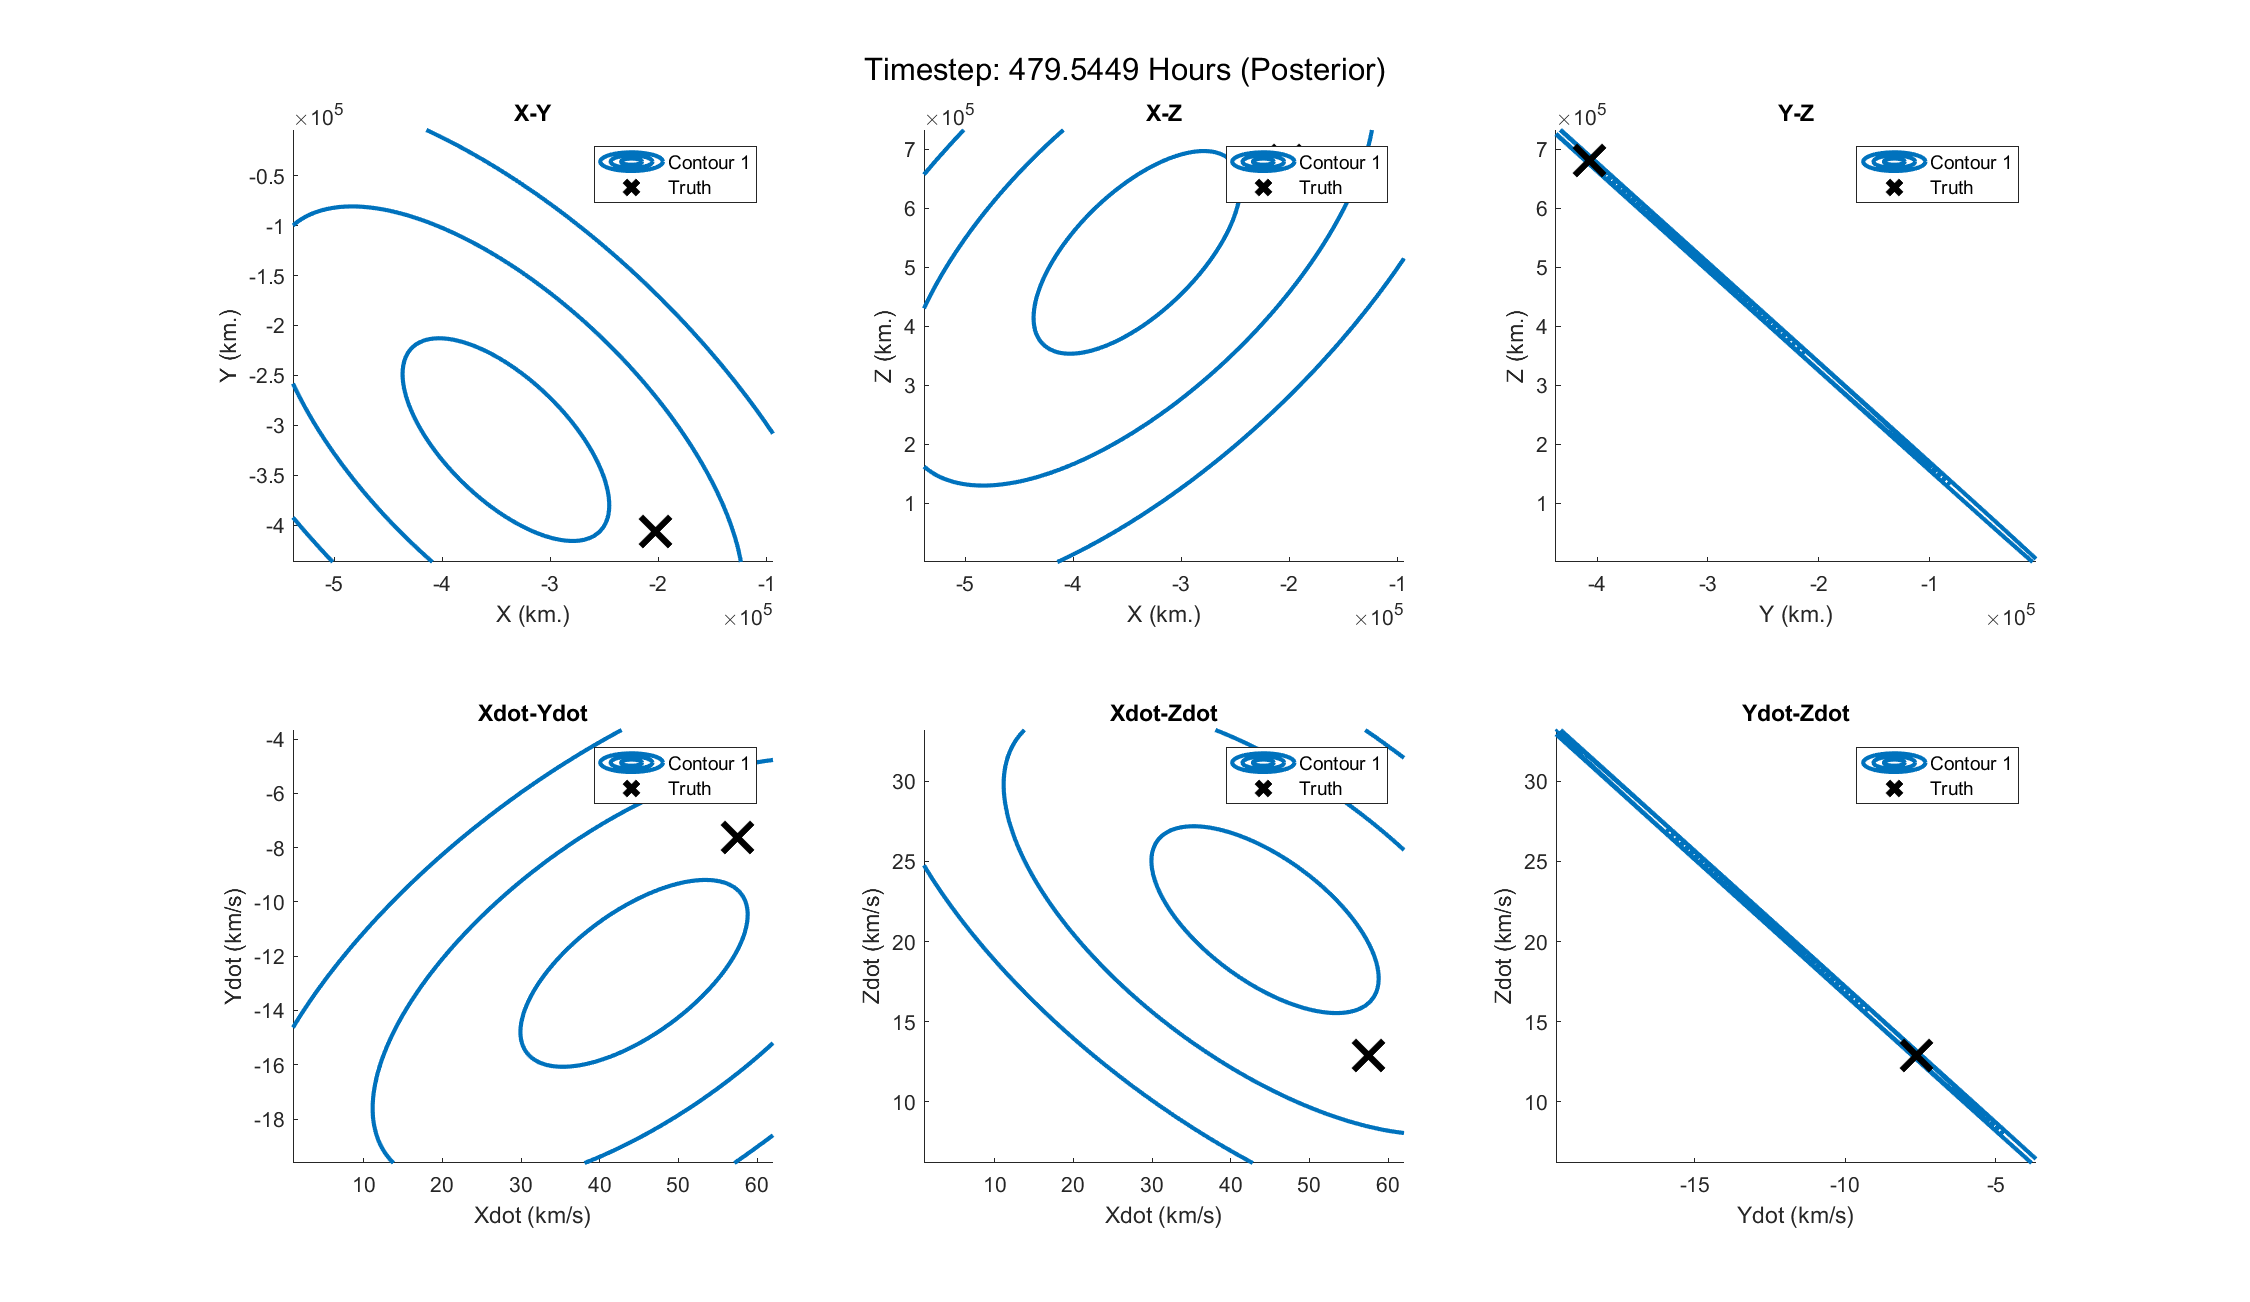 Timestep: 479.5449 Hours (Posterior)
X-Y
×10^5
-0.5
-1
-1.5
-2
-2.5
-3
-3.5
-4
Y (km.)
-5 -4 -3 -2 -1
X (km.)
×10^5
Contour 1
Truth
X-Z
×10^5
7
6
5
4
3
2
1
Z (km.)
-5 -4 -3 -2 -1
X (km.)
×10^5
Contour 1
Truth
Y-Z
×10^5
7
6
5
4
3
2
1
Z (km.)
-4 -3 -2 -1
Y (km.)
×10^5
Contour 1
Truth
Xdot-Ydot
-4
-6
-8
-10
-12
-14
-16
-18
Ydot (km/s)
10 20 30 40 50 60
Xdot (km/s)
Contour 1
Truth
Xdot-Zdot
30
25
20
15
10
Zdot (km/s)
10 20 30 40 50 60
Xdot (km/s)
Contour 1
Truth
Ydot-Zdot
30
25
20
15
10
Zdot (km/s)
-15 -10 -5
Ydot (km/s)
Contour 1
Truth